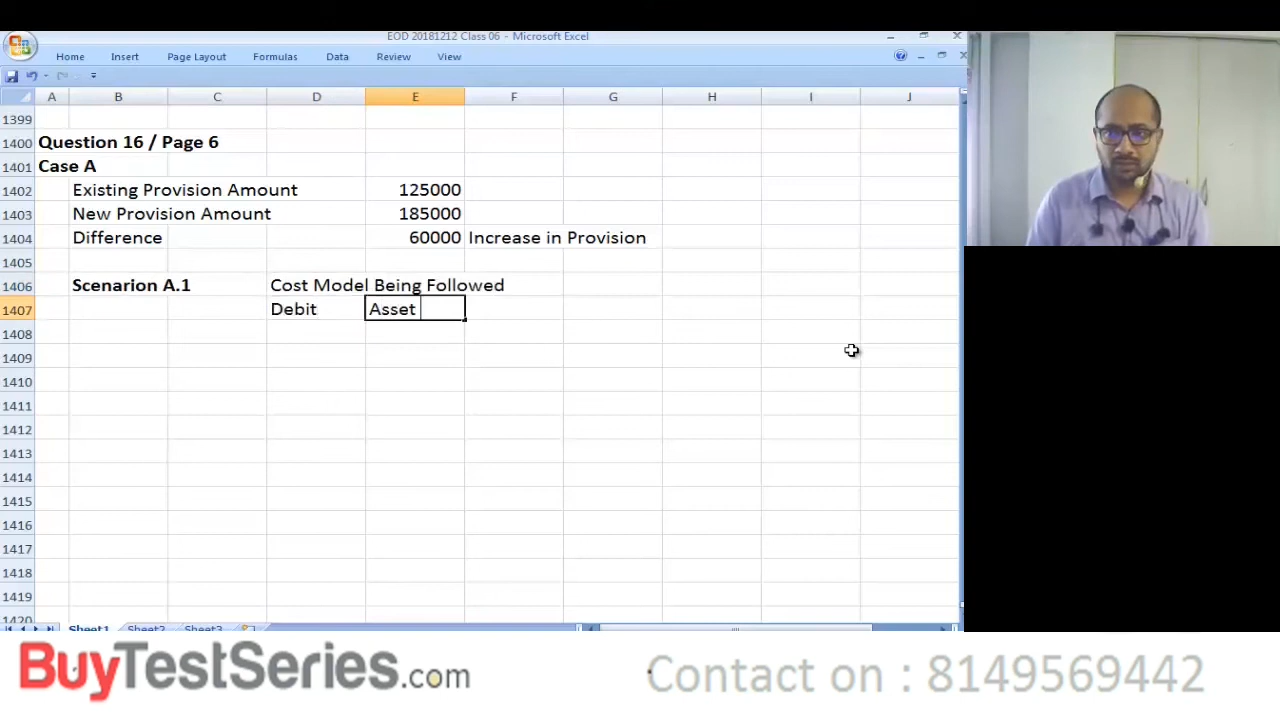 EOD 20181212 Class 06 - Microsoft Excel
Home Insert Page Layout Formulas Data Review View
A B C D E F G H I J
1399
1400 Question 16 / Page 6
1401 Case A
1402 Existing Provision Amount 125000
1403 New Provision Amount 185000
1404 Difference 60000 Increase in Provision
1405
1406 Scenarion A.1 Cost Model Being Followed
1407 Debit Asset
1408
1409
1410
1411
1412
1413
1414
1415
1416
1417
1418
1419
1420
Sheet1 Sheet2 Sheet3
BuyTestSeries.com Contact on : 8149569442